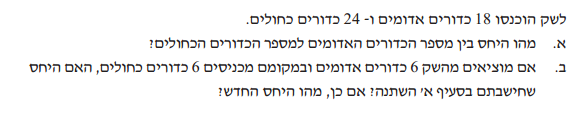 לשק הוכנסו 18 כדורים אדומים ו- 24 כדורים כחולים.
א. מהו היחס בין מספר הכדורים האדומים למספר הכדורים הכחולים?
ב. אם מוציאים מהשק 6 כדורים אדומים ובמקומם מכניסים 6 כדורים כחולים, האם היחס
שחישבתם בסעיף א' השתנה? אם כן, מהו היחס החדש?